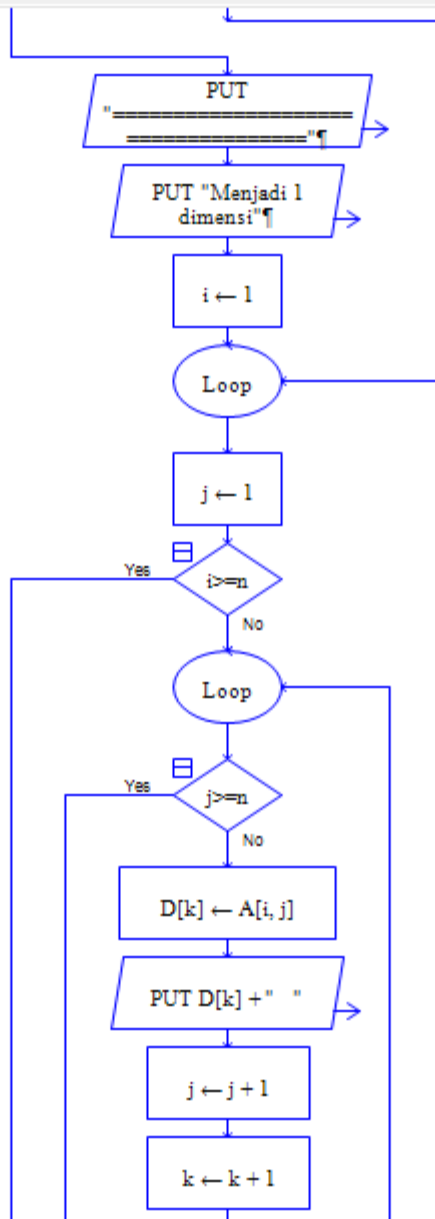 PUT
"====================
==============="¶
PUT "Menjadi 1
dimensi"¶
i ← 1
Loop
j ← 1
i>=n
Yes
No
Loop
j>=n
Yes
No
D[k] ← A[i, j]
PUT D[k] +"   "
j ← j + 1
k ← k + 1